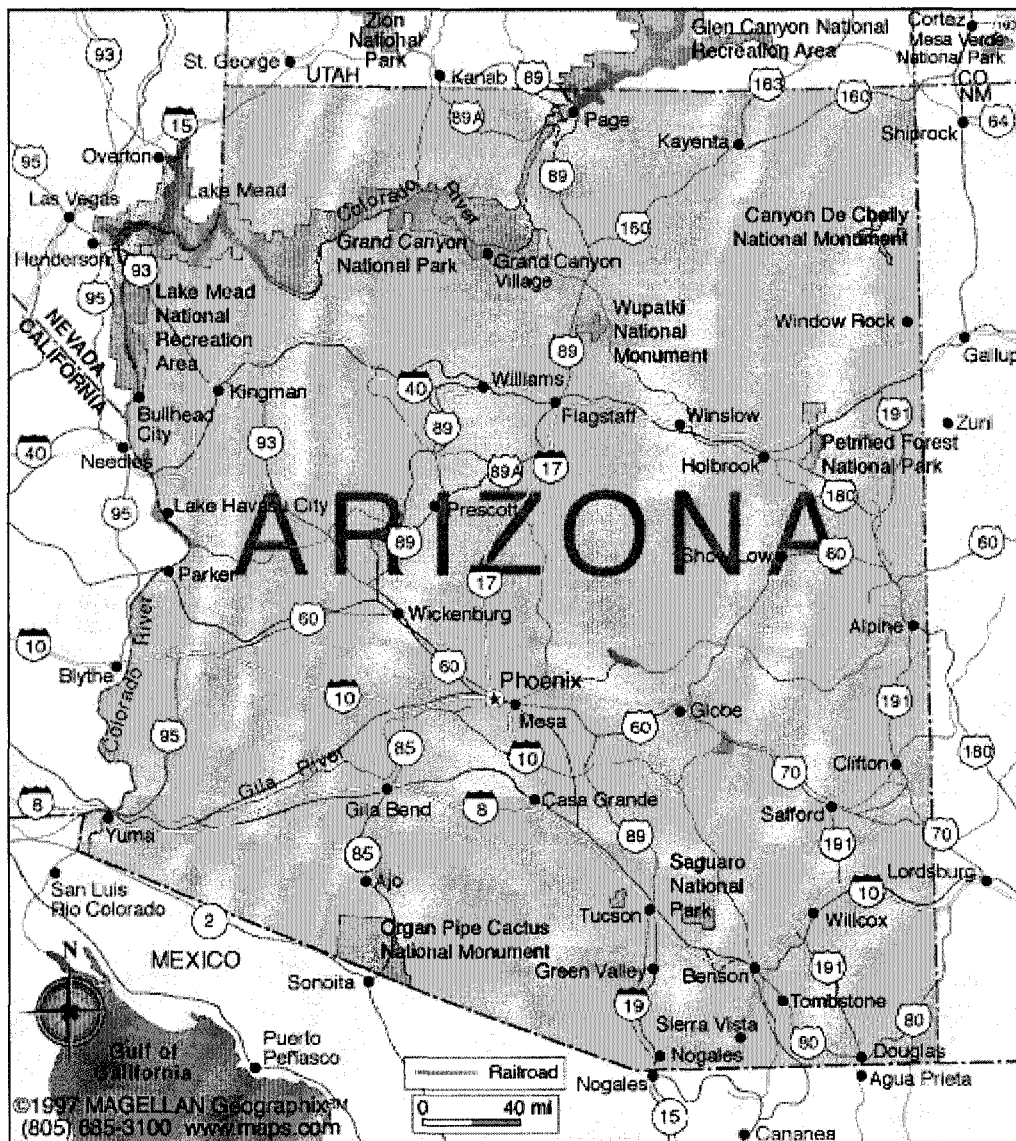 Zion
National
Park
Glen Canyon National
Recreation Area
Cortez
Mesa Verde
National Park
93
St. George
UTAH
Kanab
89
163
160
CO
NM
15
89A
Page
Kayenta
Shiprock
64
95
Overton
89
Las Vegas
Lake Mead
Colorado
River
160
Canyon De Chelly
National Monument
Henderson
93
Grand Canyon
National Park
Grand Canyon
Village
95
Lake Mead
National
Recreation
Area
Wupatki
National
Monument
Window Rock
NEVADA
CALIFORNIA
89
Gallup
Kingman
40
Williams
Flagstaff
Winslow
191
Bullhead
City
93
89
Zuni
40
Needles
89A
17
Holbrook
Petrified Forest
National Park
95
Lake Havasu City
Prescott
180
ARIZONA
89
Show Low
60
60
Parker
17
60
Wickenburg
Alpine
10
Blythe
Colorado River
60
10
Phoenix
Mesa
60
Globe
191
95
85
10
Gila River
70
Clifton
180
8
Yuma
Gila Bend
8
Casa Grande
Safford
89
191
70
85
Ajo
Saguaro
National
Park
10
Lordsburg
San Luis
Rio Colorado
2
Tucson
Willcox
Organ Pipe Cactus
National Monument
N
MEXICO
Sonoita
Green Valley
Benson
191
19
Tombstone
80
Sierra Vista
Gulf of
California
Puerto
Peñasco
Nogales
80
Douglas
Railroad
Nogales
Agua Prieta
©1997 MAGELLAN Geographix℠
(805) 685-3100 www.maps.com
0 40 mi
15
Cananea